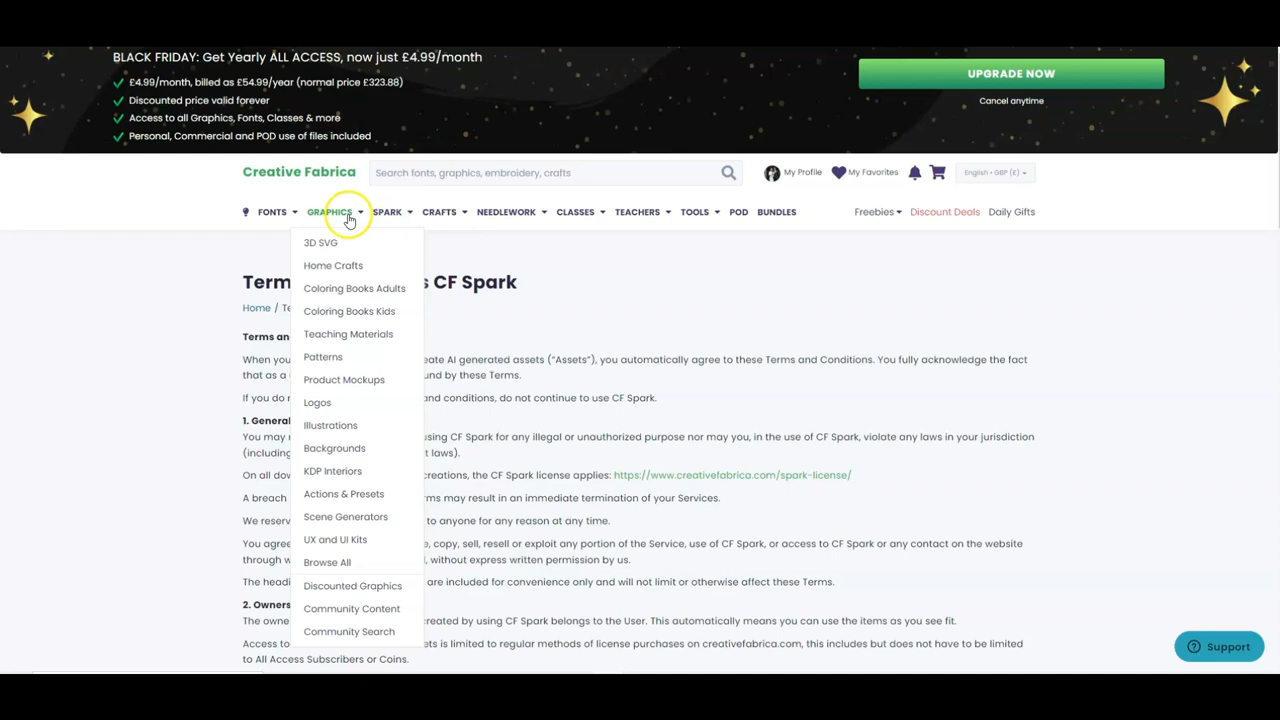 BLACK FRIDAY: Get Yearly ALL ACCESS, now just £4.99/month
£4.99/month, billed as £54.99/year (normal price £323.88)
Discounted price valid forever
Access to all Graphics, Fonts, Classes & more
Personal, Commercial and POD use of files included
UPGRADE NOW
Cancel anytime
Creative Fabrica
Search fonts, graphics, embroidery, crafts
My Profile
My Favorites
English • GBP (£)
FONTS GRAPHICS SPARK CRAFTS NEEDLEWORK CLASSES TEACHERS TOOLS POD BUNDLES
Freebies Discount Deals Daily Gifts
3D SVG
Home Crafts
Coloring Books Adults
Coloring Books Kids
Teaching Materials
Patterns
Product Mockups
Logos
Illustrations
Backgrounds
KDP Interiors
Actions & Presets
Scene Generators
UX and UI Kits
Browse All
Discounted Graphics
Community Content
Community Search
Term s CF Spark
Home / Te
Terms an
When you eate AI generated assets (“Assets”), you automatically agree to these Terms and Conditions. You fully acknowledge the fact
that as a und by these Terms.
If you do and conditions, do not continue to use CF Spark.
1. General
You may using CF Spark for any illegal or unauthorized purpose nor may you, in the use of CF Spark, violate any laws in your jurisdiction
(including t laws).
On all dow creations, the CF Spark license applies: https://www.creativefabrica.com/spark-license/
A breach rms may result in an immediate termination of your Services.
We reserv to anyone for any reason at any time.
You agree e, copy, sell, resell or exploit any portion of the Service, use of CF Spark, or access to CF Spark or any contact on the website
through w l, without express written permission by us.
The headi are included for convenience only and will not limit or otherwise affect these Terms.
2. Owners
The owne created by using CF Spark belongs to the User. This automatically means you can use the items as you see fit.
Access to ets is limited to regular methods of license purchases on creativefabrica.com, this includes but does not have to be limited
to All Access Subscribers or Coins.
Support